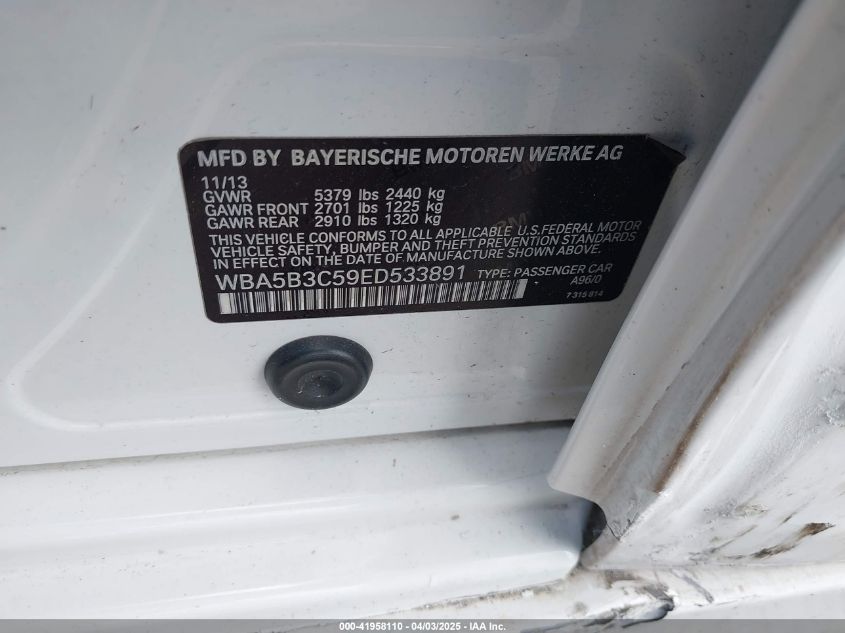 MFD BY BAYERISCHE MOTOREN WERKE AG
11/13
GVWR 5379 lbs 2440 kg
GAWR FRONT 2701 lbs 1225 kg
GAWR REAR 2910 lbs 1320 kg
THIS VEHICLE CONFORMS TO ALL APPLICABLE U.S.FEDERAL MOTOR
VEHICLE SAFETY, BUMPER AND THEFT PREVENTION STANDARDS
IN EFFECT ON THE DATE OF MANUFACTURE SHOWN ABOVE.
WBA5B3C59ED533891 TYPE: PASSENGER CAR
A96/0
7 315 814
000-41958110 - 04/03/2025 - IAA Inc.